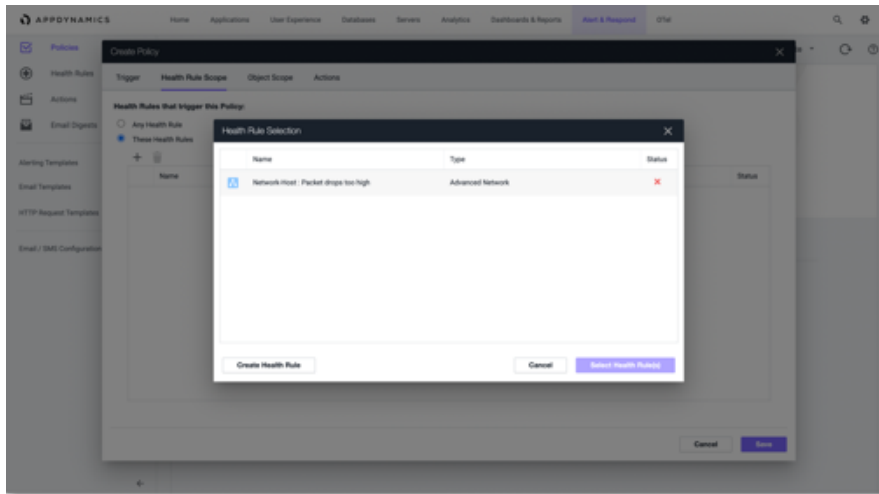 APPDYNAMICS
Home Applications User Experience Databases Servers Analytics Dashboards & Reports Alert & Respond
Policies
Create Policy
Health Rules
Trigger Health Rule Scope Object Scope Actions
Actions
Health Rules that trigger this Policy:
Email Digests
Any Health Rule
Health Rule Selection
These Health Rules
Name Type Status
Alerting Templates
Name Status
Network-Host : Packet drops too high Advanced Network
Email Templates
HTTP Request Templates
Email / SMS Configuration
Create Health Rule Cancel Select Health Rule(s)
Cancel Save